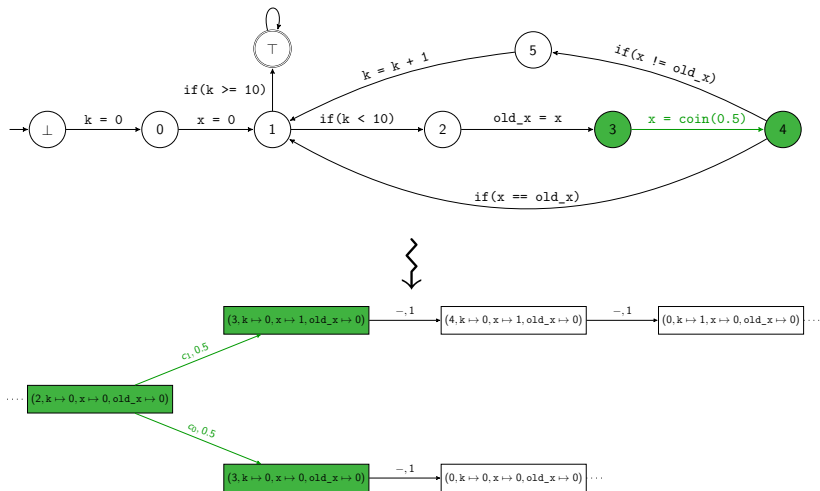 ⊤
5
if(k >= 10)
k = k + 1
if(x != old_x)
⊥
k = 0
0
x = 0
1
if(k < 10)
2
old_x = x
3
x = coin(0.5)
4
if(x == old_x)
(3, k ↦ 0, x ↦ 1, old_x ↦ 0)
−, 1
(4, k ↦ 0, x ↦ 1, old_x ↦ 0)
−, 1
(0, k ↦ 1, x ↦ 0, old_x ↦ 0)
c₁, 0.5
(2, k ↦ 0, x ↦ 0, old_x ↦ 0)
c₀, 0.5
(3, k ↦ 0, x ↦ 0, old_x ↦ 0)
−, 1
(0, k ↦ 0, x ↦ 0, old_x ↦ 0)